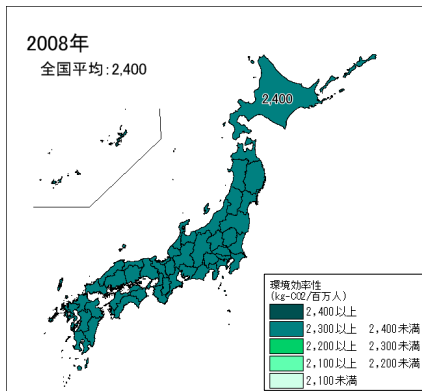 2008年
全国平均:2,400
2,400
環境効率性
(kg-CO2/百万人)
2,400以上
2,300以上 2,400未満
2,200以上 2,300未満
2,100以上 2,200未満
2,100未満